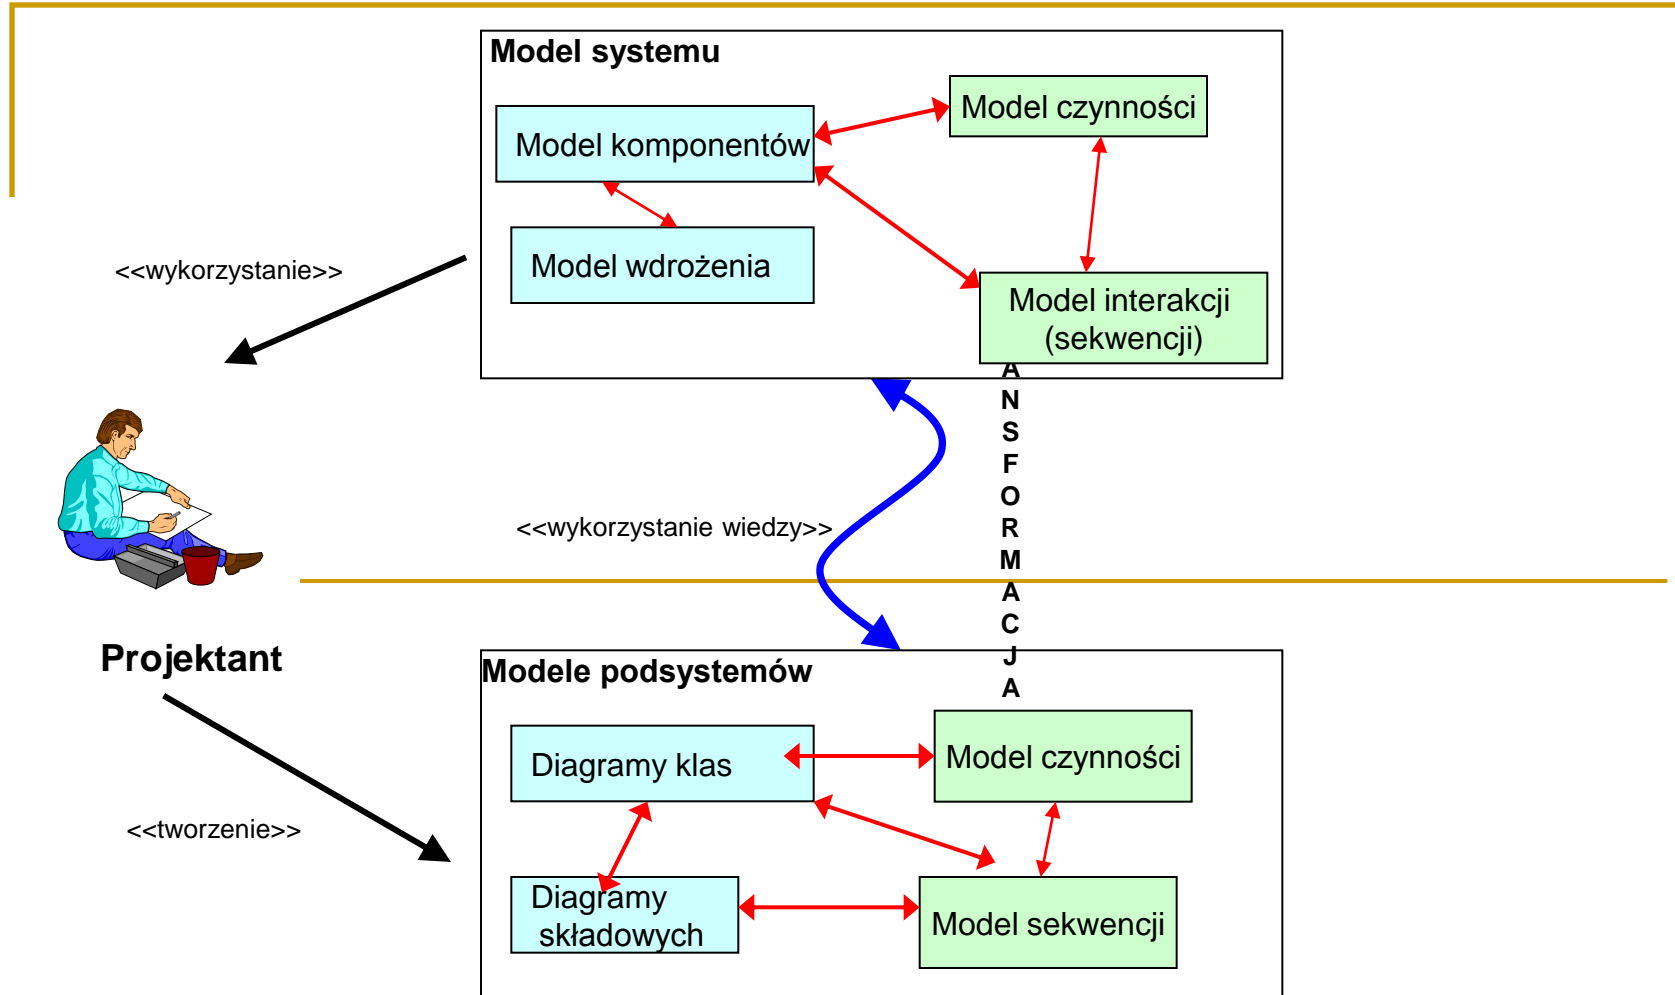 Model systemu
Model czynności
Model komponentów
Model wdrożenia
<<wykorzystanie>>
Model interakcji
(sekwencji)
A
N
S
F
O
R
M
A
C
J
A
<<wykorzystanie wiedzy>>
Projektant
Modele podsystemów
Diagramy klas
Model czynności
<<tworzenie>>
Diagramy
składowych
Model sekwencji